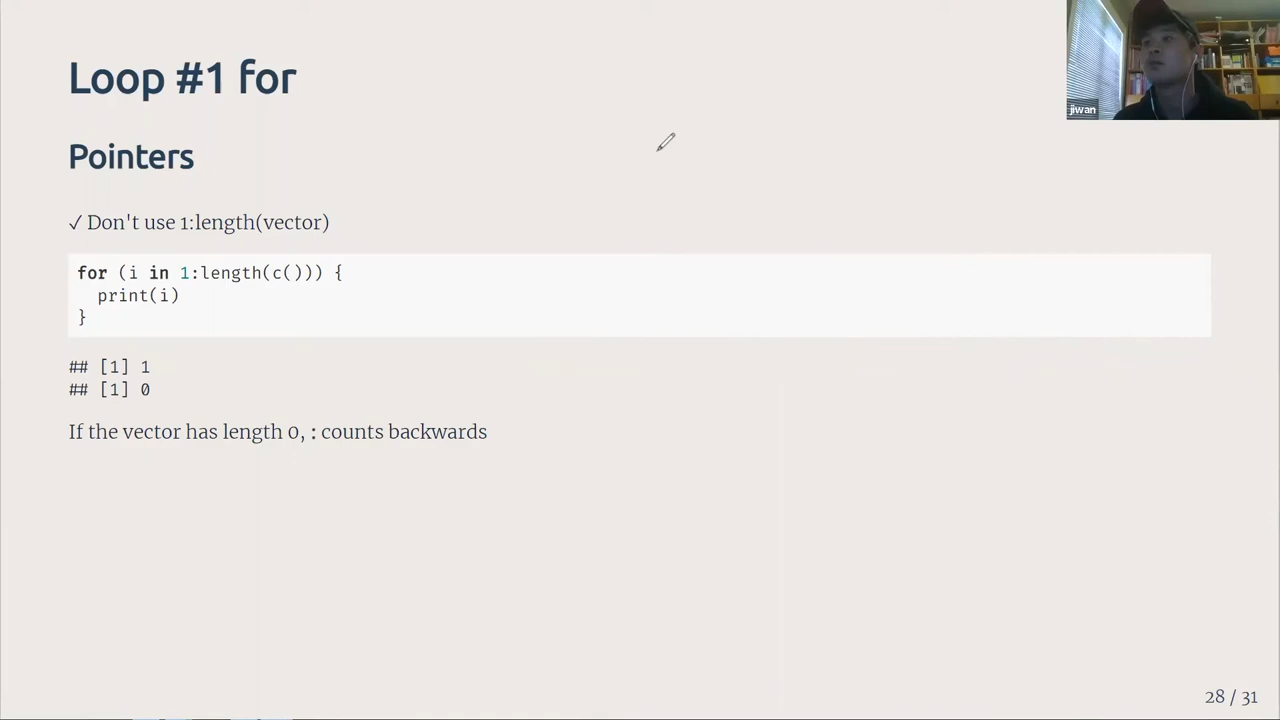 Loop #1 for
jiwan
Pointers
✓ Don't use 1:length(vector)
for (i in 1:length(c())) {
  print(i)
}
## [1] 1
## [1] 0
If the vector has length 0, : counts backwards
28 / 31